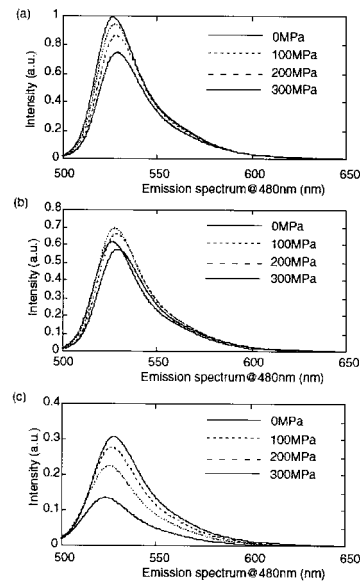 (a)
1
0.8
0.6
0.4
0.2
0
Intensity (a.u.)
0MPa
100MPa
200MPa
300MPa
500 550 600 650
Emission spectrum@480nm (nm)
(b)
0.8
0.7
0.6
0.5
0.4
0.3
0.2
0.1
0
Intensity (a.u.)
0MPa
100MPa
200MPa
300MPa
500 550 600 650
Emission spectrum@480nm (nm)
(c)
0.4
0.3
0.2
0.1
0
Intensity (a.u.)
0MPa
100MPa
200MPa
300MPa
500 550 600 650
Emission spectrum@480nm (nm)